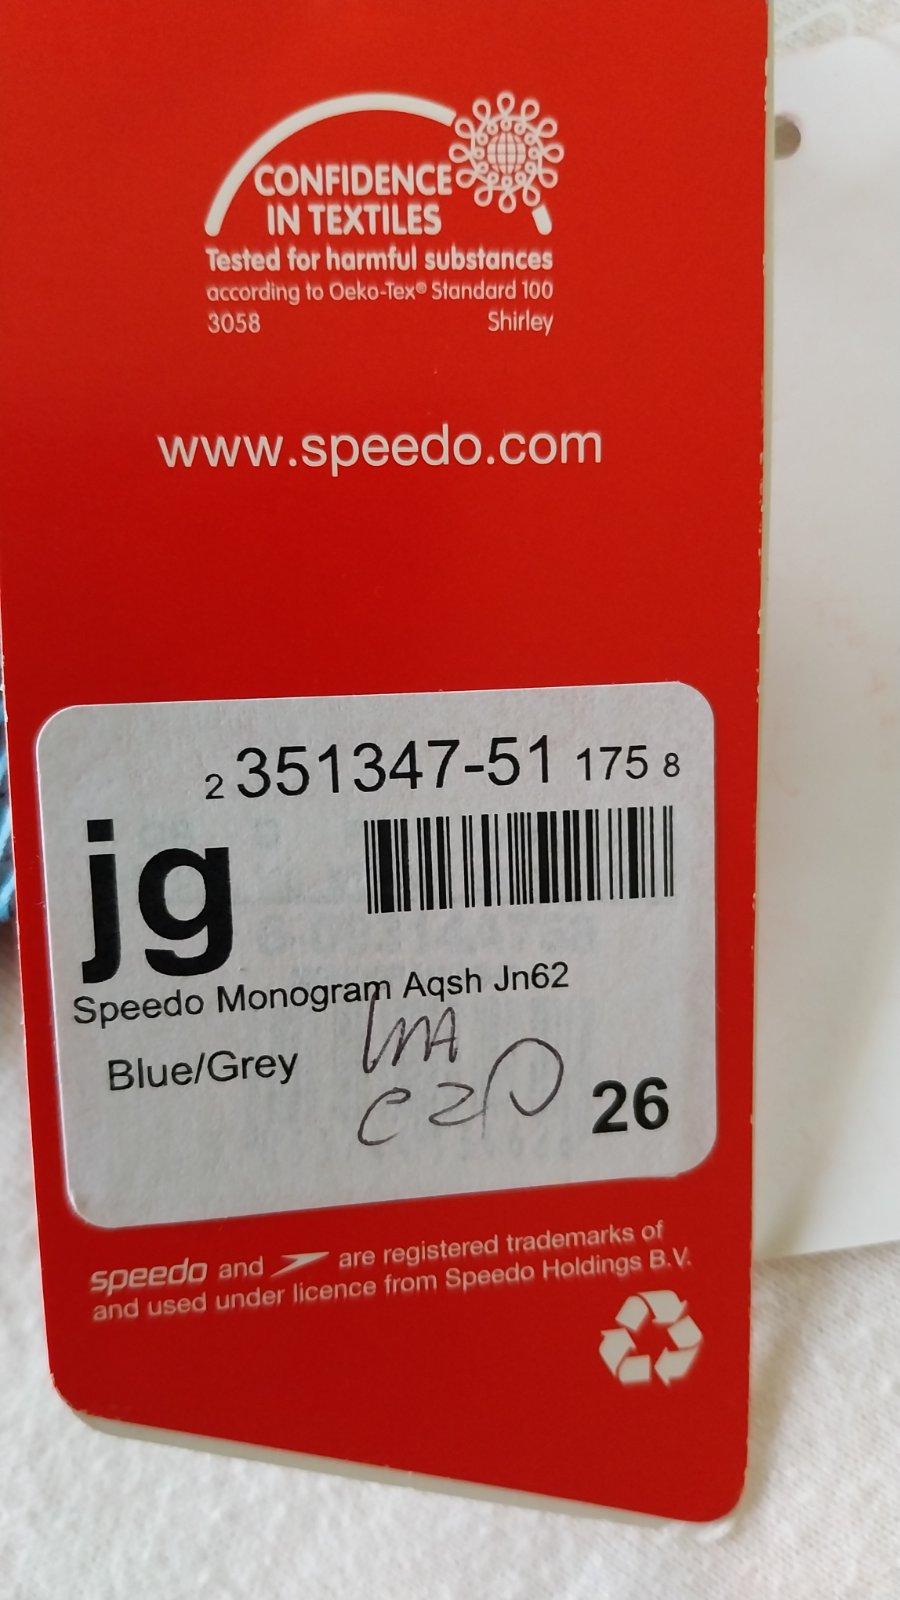 CONFIDENCE
IN TEXTILES
Tested for harmful substances
according to Oeko-Tex® Standard 100
3058 Shirley
www.speedo.com
2 351347-51 175 8
jg
Speedo Monogram Aqsh Jn62
Blue/Grey
26
speedo and are registered trademarks of
and used under licence from Speedo Holdings B.V.